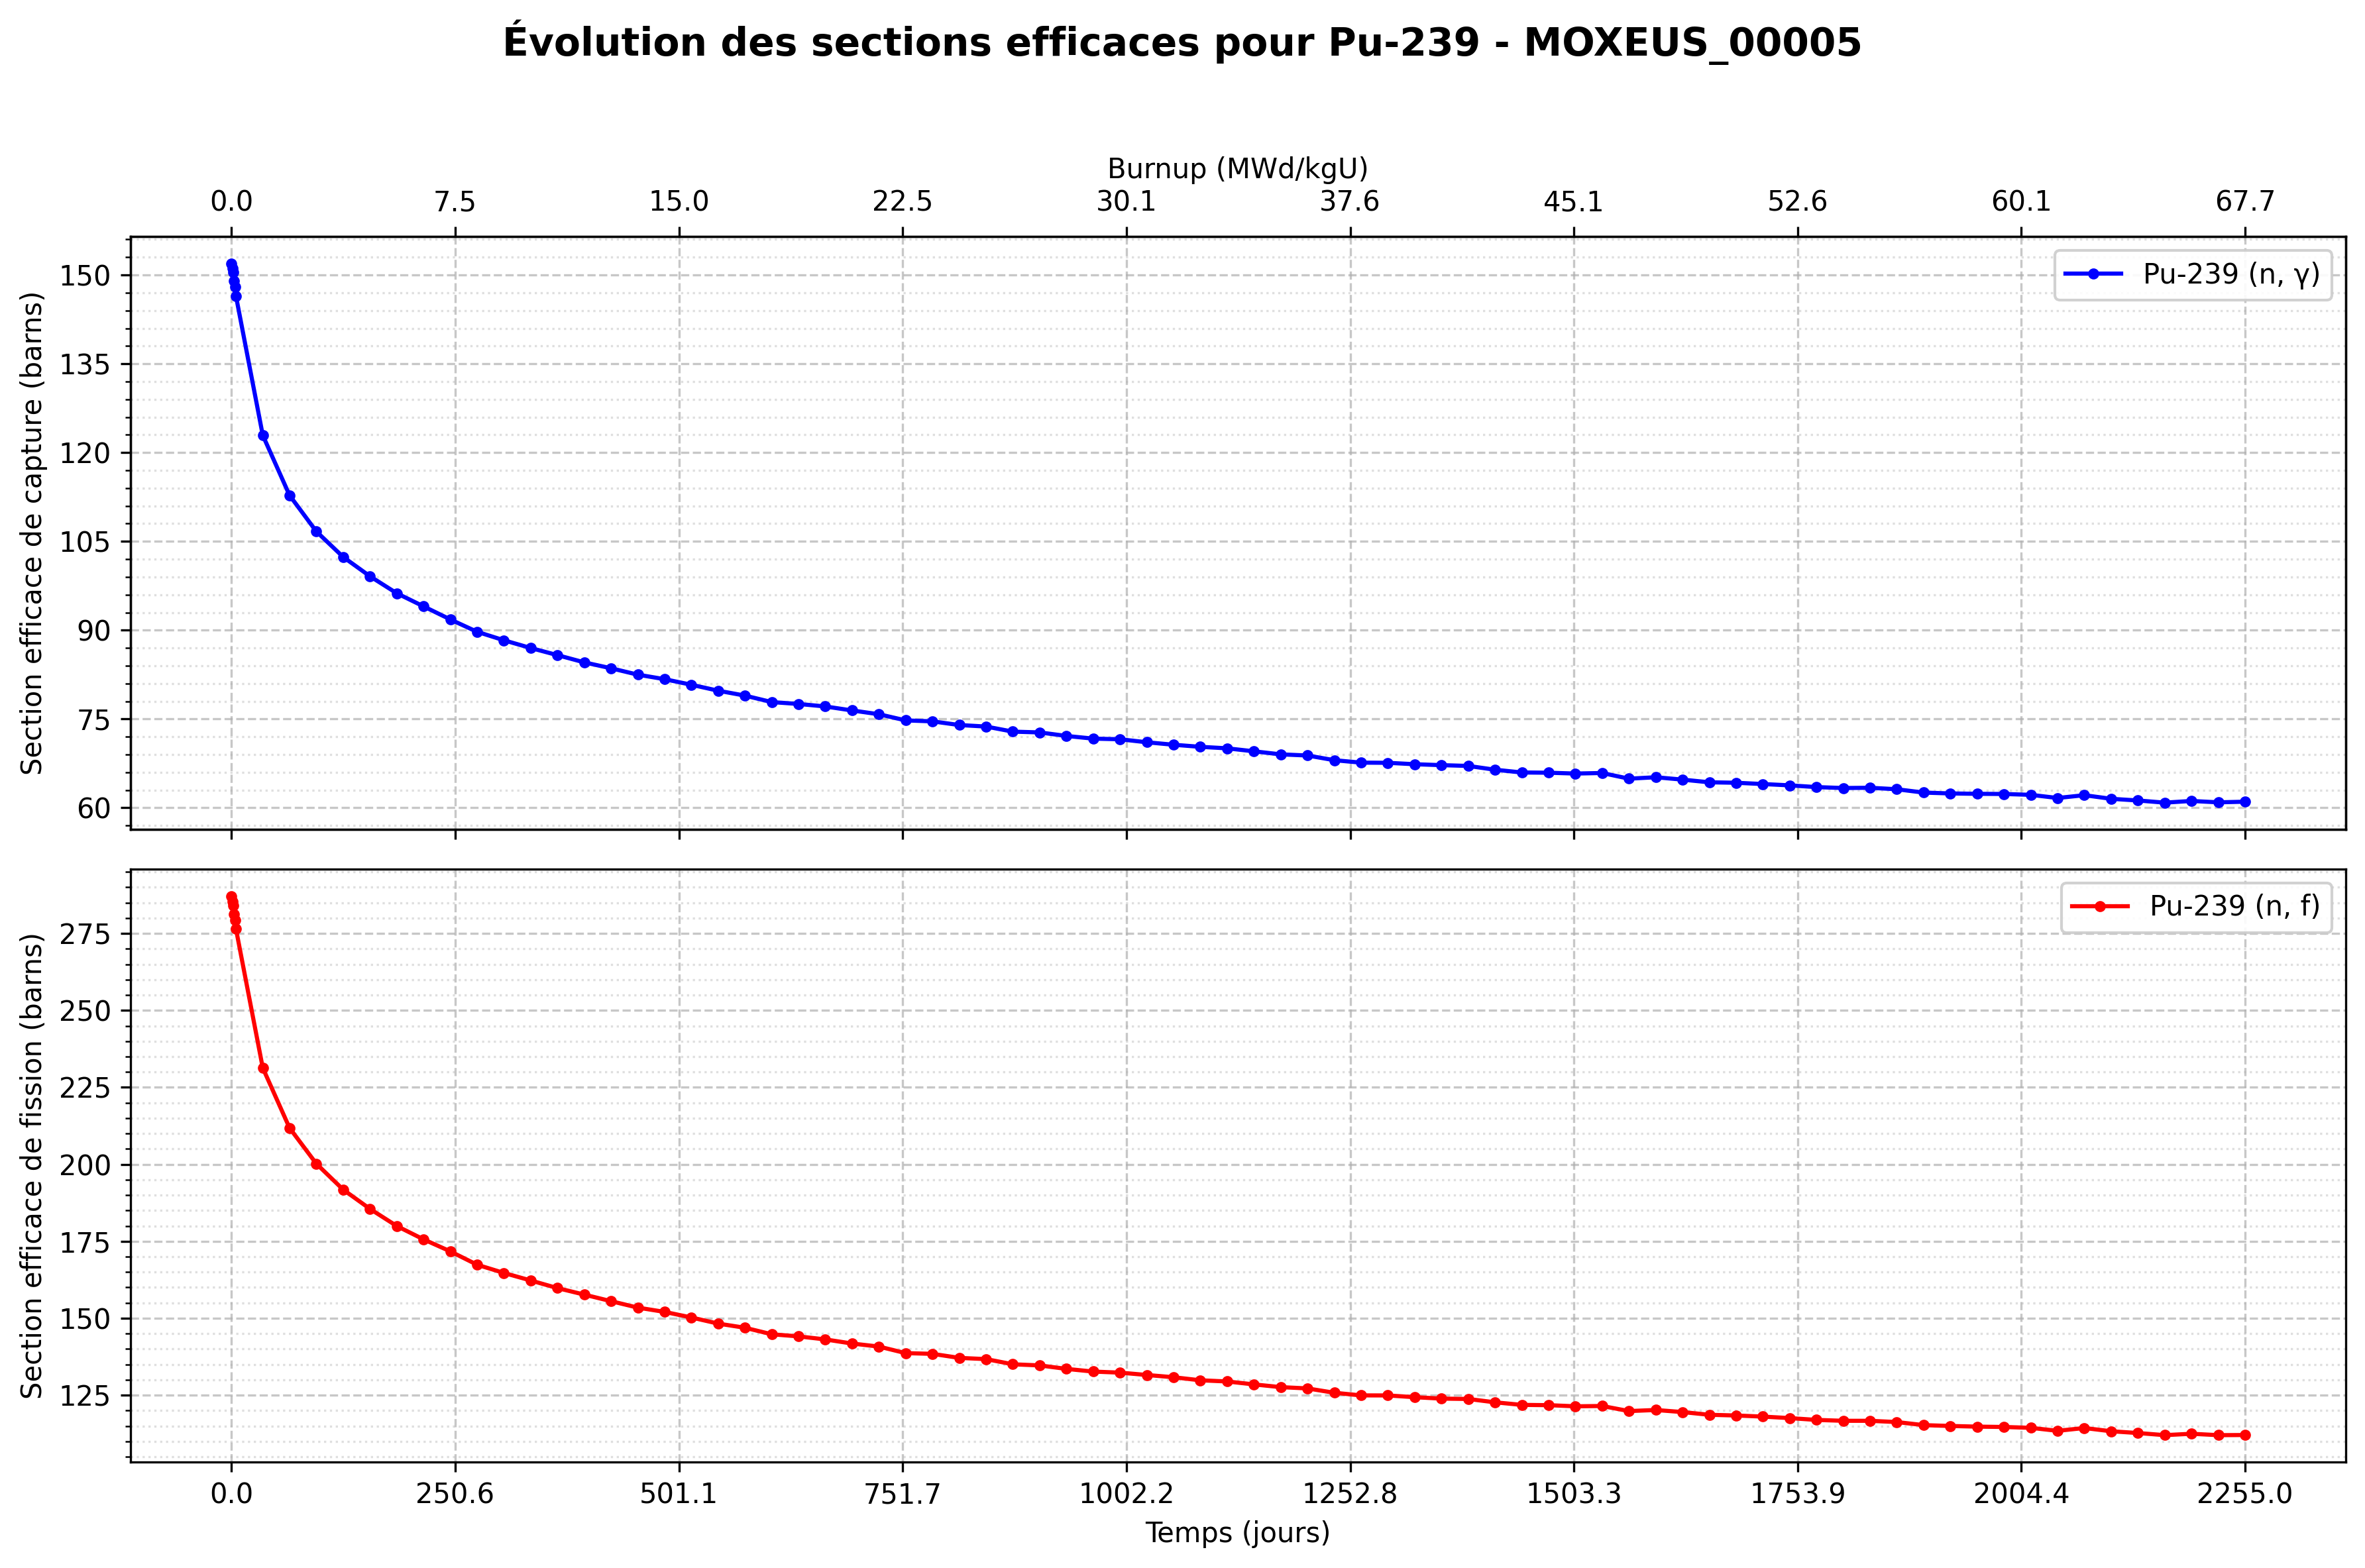 Évolution des sections efficaces pour Pu-239 - MOXEUS_00005
Burnup (MWd/kgU)
0.0 7.5 15.0 22.5 30.1 37.6 45.1 52.6 60.1 67.7
Section efficace de capture (barns)
150
135
120
105
90
75
60
Pu-239 (n, γ)
Section efficace de fission (barns)
275
250
225
200
175
150
125
Pu-239 (n, f)
0.0 250.6 501.1 751.7 1002.2 1252.8 1503.3 1753.9 2004.4 2255.0
Temps (jours)